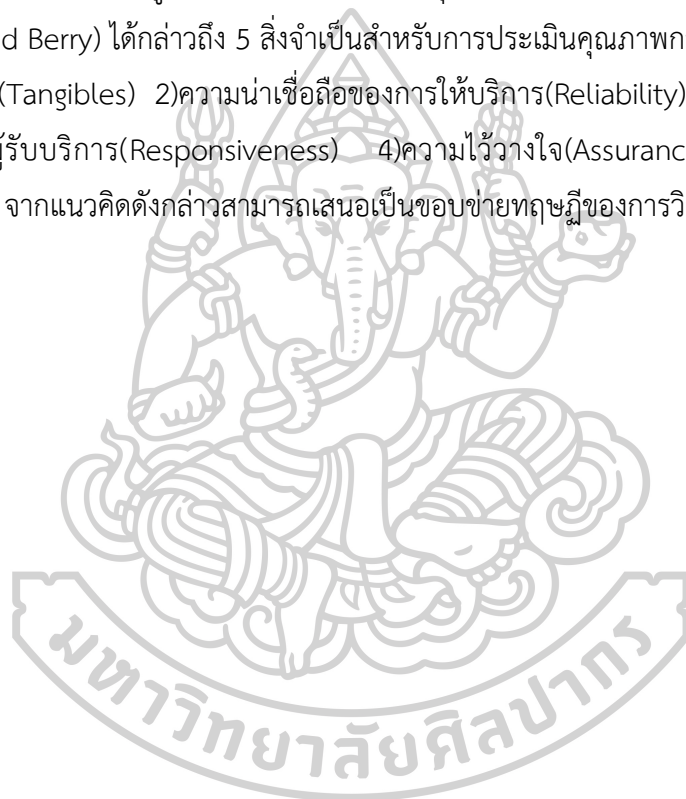 d Berry) ได้กล่าวถึง 5 สิ่งจำเป็นสำหรับการประเมินคุณภาพก
(Tangibles) 2)ความน่าเชื่อถือของการให้บริการ(Reliability)
ผู้รับบริการ(Responsiveness) 4)ความไว้วางใจ(Assuranc
จากแนวคิดดังกล่าวสามารถเสนอเป็นขอบข่ายทฤษฎีของการวิ
มหาวิทยาลัยศิลปากร